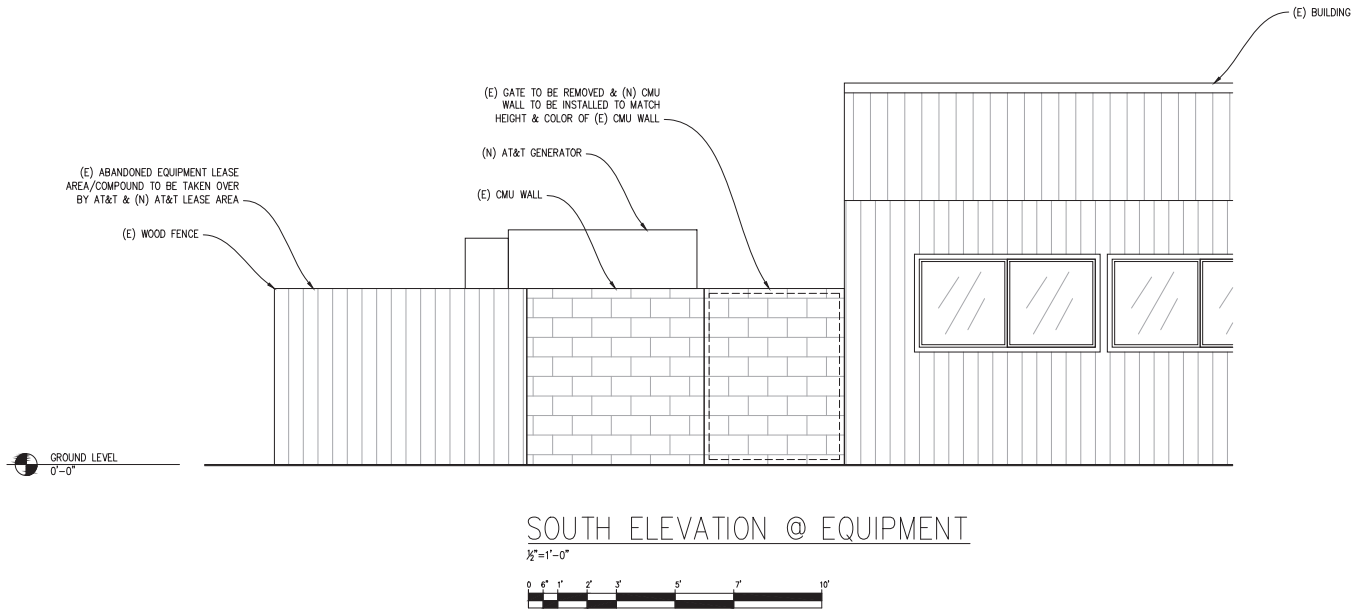 (E) BUILDING
(E) GATE TO BE REMOVED & (N) CMU
WALL TO BE INSTALLED TO MATCH
HEIGHT & COLOR OF (E) CMU WALL
(N) AT&T GENERATOR
(E) ABANDONED EQUIPMENT LEASE
AREA/COMPOUND TO BE TAKEN OVER
BY AT&T & (N) AT&T LEASE AREA
(E) CMU WALL
(E) WOOD FENCE
GROUND LEVEL
0'-0"
SOUTH ELEVATION @ EQUIPMENT
½"=1'-0"
0 6" 1' 2' 3' 5' 7' 10'